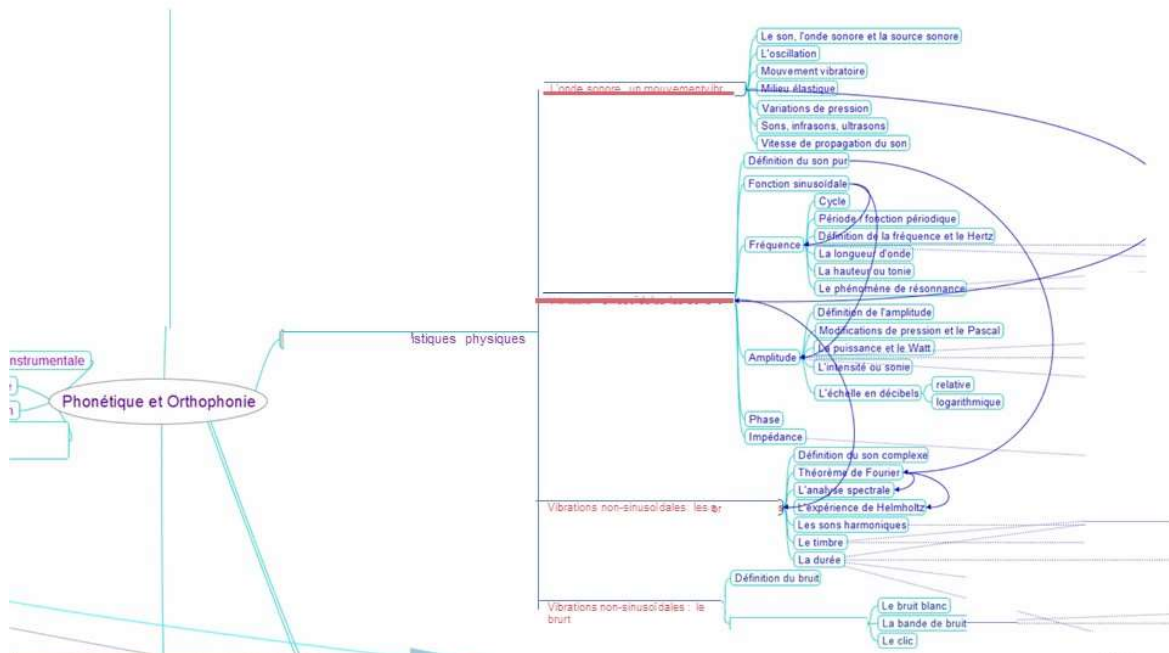 Le son, l'onde sonore et la source sonore
L'oscillation
Mouvement vibratoire
L'onde sonore un mouvement vibr
Milieu élastique
Variations de pression
Sons, infrasons, ultrasons
Vitesse de propagation du son
Définition du son pur
Fonction sinusoïdale
Cycle
Période / fonction périodique
Fréquence
Définition de la fréquence et le Hertz
La longueur d'onde
La hauteur ou tonie
Le phénomène de résonnance
istiques physiques
Définition de l'amplitude
Modifications de pression et le Pascal
Amplitude
La puissance et le Watt
L'intensité ou sonie
L'échelle en décibels
relative
logarithmique
nstrumentale
e
n
Phonétique et Orthophonie
Phase
Impédance
Définition du son complexe
Théorème de Fourier
L'analyse spectrale
Vibrations non-sinusoïdales: les
s
L'expérience de Helmholtz
Les sons harmoniques
Le timbre
La durée
Définition du bruit
Vibrations non-sinusoïdales : le
brurt
Le bruit blanc
La bande de bruit
Le clic